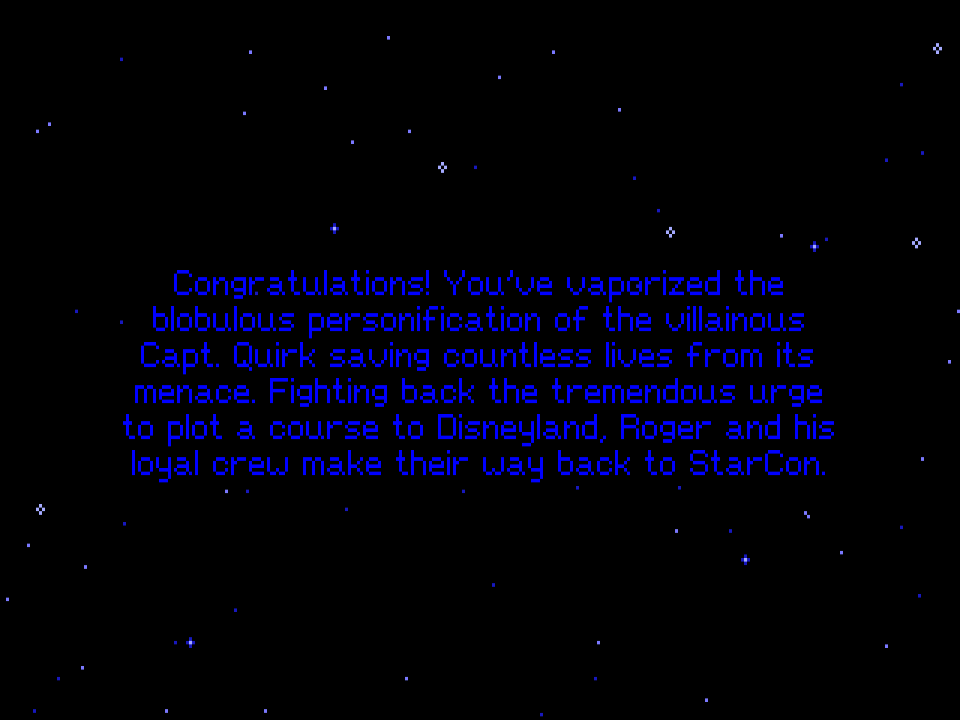 Congratulations! You've vaporized the
blobulous personification of the villainous
Capt. Quirk saving countless lives from its
menace. Fighting back the tremendous urge
to plot a course to Disneyland, Roger and his
loyal crew make their way back to StarCon.